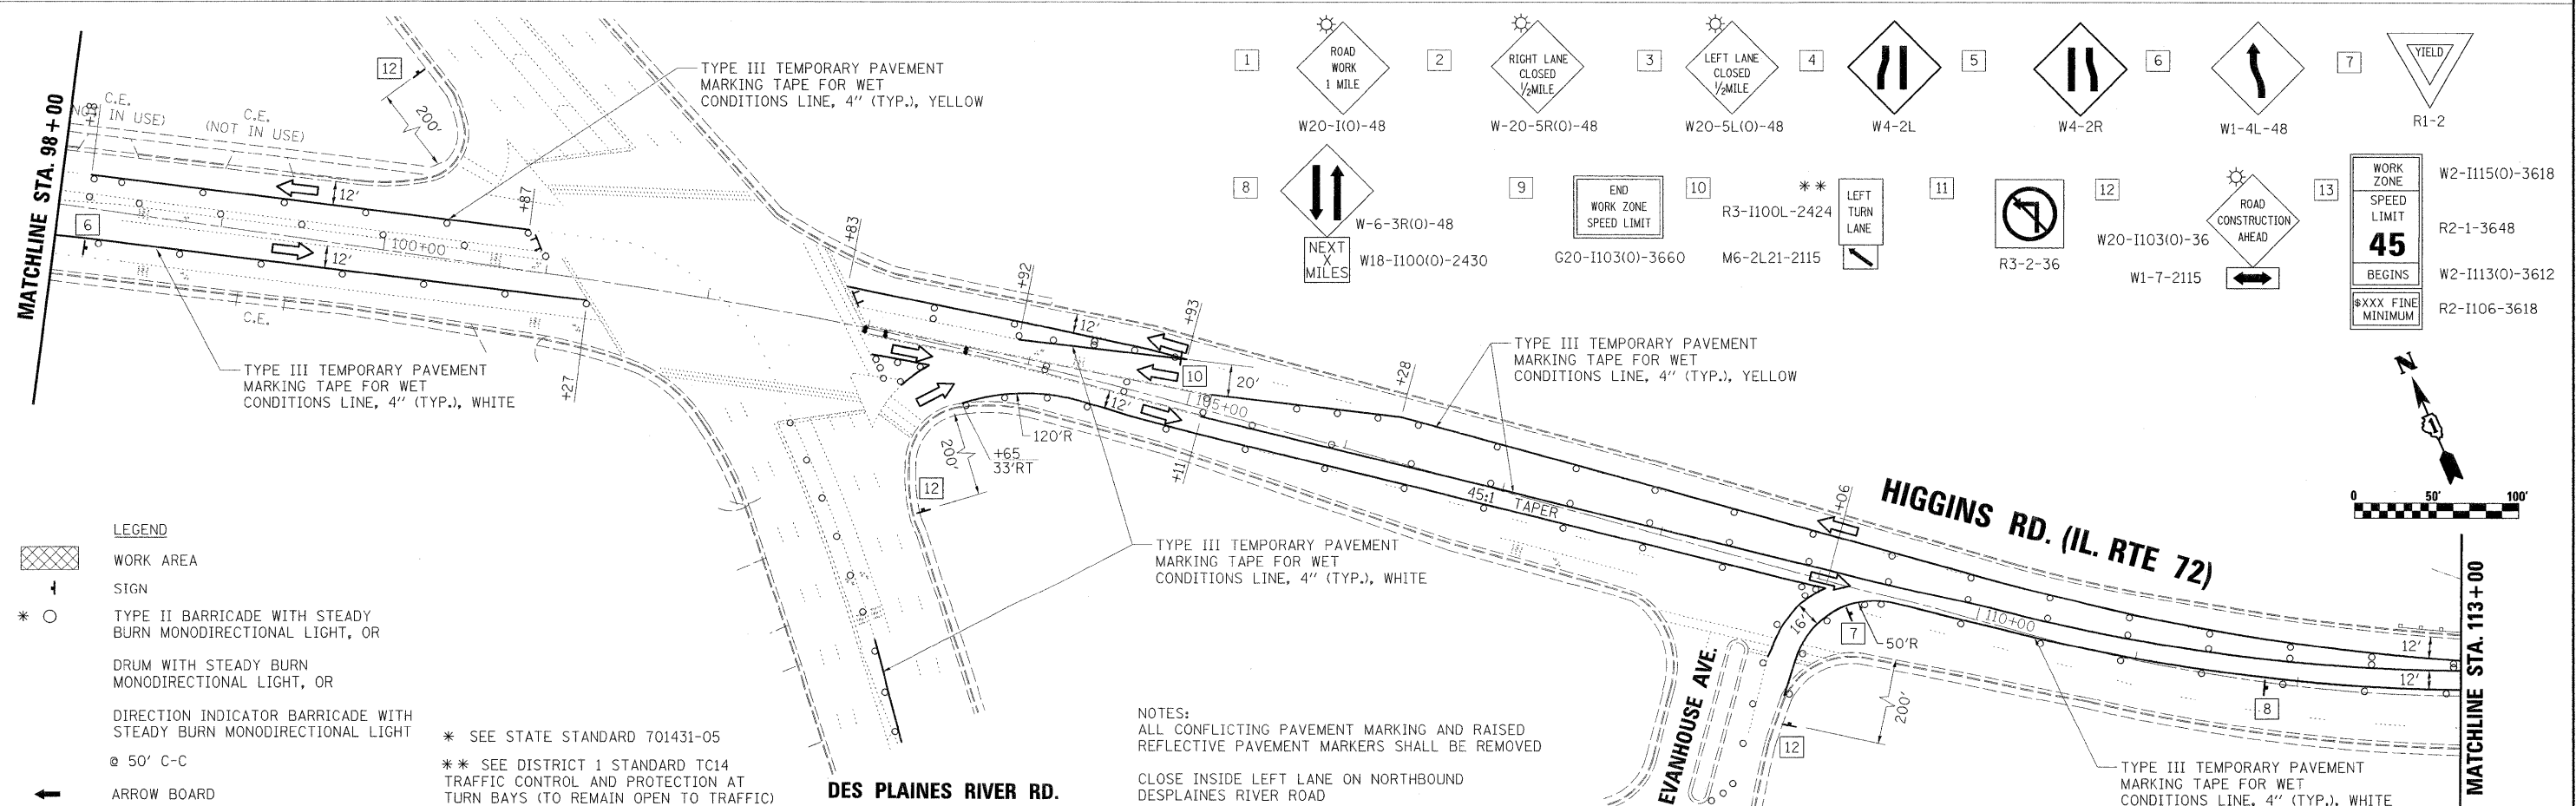 MATCHLINE STA. 98+00
+18
C.E.
(NOT IN USE)
C.E.
(NOT IN USE)
12
200'
TYPE III TEMPORARY PAVEMENT
MARKING TAPE FOR WET
CONDITIONS LINE, 4" (TYP.), YELLOW
12'
+87
6
100+00
12'
C.E.
+27
TYPE III TEMPORARY PAVEMENT
MARKING TAPE FOR WET
CONDITIONS LINE, 4" (TYP.), WHITE
+83
+92
+93
12'
10
20'
105+00
12'
+28
120'R
+65
33'RT
200'
12
+11
TYPE III TEMPORARY PAVEMENT
MARKING TAPE FOR WET
CONDITIONS LINE, 4" (TYP.), YELLOW
45:1 TAPER
TYPE III TEMPORARY PAVEMENT
MARKING TAPE FOR WET
CONDITIONS LINE, 4" (TYP.), WHITE
+06
HIGGINS RD. (IL. RTE 72)
16'
7
50'R
110+00
12'
12'
8
200'
12
EVANHOUSE AVE.
DES PLAINES RIVER RD.
MATCHLINE STA. 113+00
TYPE III TEMPORARY PAVEMENT
MARKING TAPE FOR WET
CONDITIONS LINE, 4" (TYP.), WHITE
1
ROAD
WORK
1 MILE
W20-I(O)-48
2
RIGHT LANE
CLOSED
1/2MILE
W-20-5R(O)-48
3
LEFT LANE
CLOSED
1/2MILE
W20-5L(O)-48
4
W4-2L
5
W4-2R
6
W1-4L-48
7
YIELD
R1-2
8
W-6-3R(O)-48
NEXT
X
MILES
W18-I100(O)-2430
9
END
WORK ZONE
SPEED LIMIT
G20-I103(O)-3660
10
**
R3-I100L-2424
LEFT
TURN
LANE
M6-2L21-2115
11
R3-2-36
12
ROAD
CONSTRUCTION
AHEAD
W20-I103(O)-36
W1-7-2115
13
WORK
ZONE
W2-I115(O)-3618
SPEED
LIMIT
45
R2-1-3648
BEGINS
W2-I113(O)-3612
$XXX FINE
MINIMUM
R2-I106-3618
N
1
0 50' 100'
LEGEND
WORK AREA
SIGN
* TYPE II BARRICADE WITH STEADY
BURN MONODIRECTIONAL LIGHT, OR
DRUM WITH STEADY BURN
MONODIRECTIONAL LIGHT, OR
DIRECTION INDICATOR BARRICADE WITH
STEADY BURN MONODIRECTIONAL LIGHT
@ 50' C-C
ARROW BOARD
* SEE STATE STANDARD 701431-05
** SEE DISTRICT 1 STANDARD TC14
TRAFFIC CONTROL AND PROTECTION AT
TURN BAYS (TO REMAIN OPEN TO TRAFFIC)
NOTES:
ALL CONFLICTING PAVEMENT MARKING AND RAISED
REFLECTIVE PAVEMENT MARKERS SHALL BE REMOVED
CLOSE INSIDE LEFT LANE ON NORTHBOUND
DESPLAINES RIVER ROAD